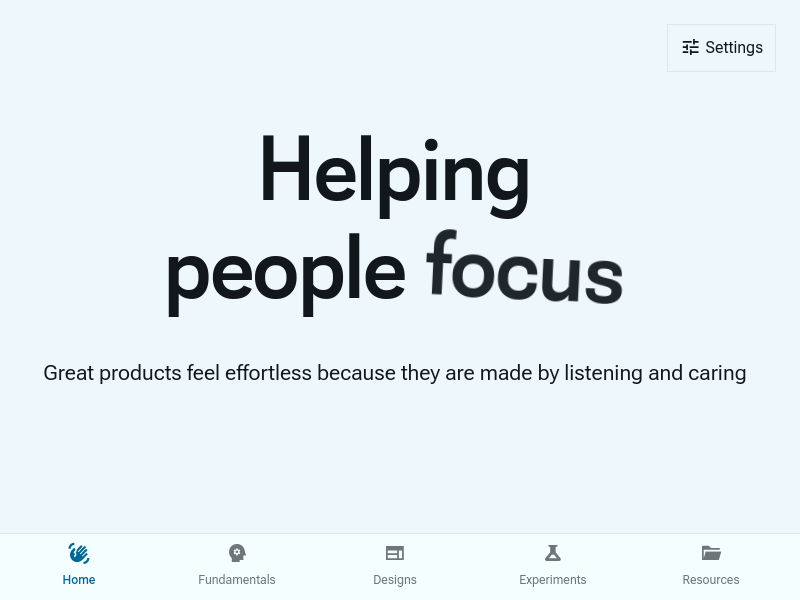 Settings
Helping
people focus
Great products feel effortless because they are made by listening and caring
Home
Fundamentals
Designs
Experiments
Resources